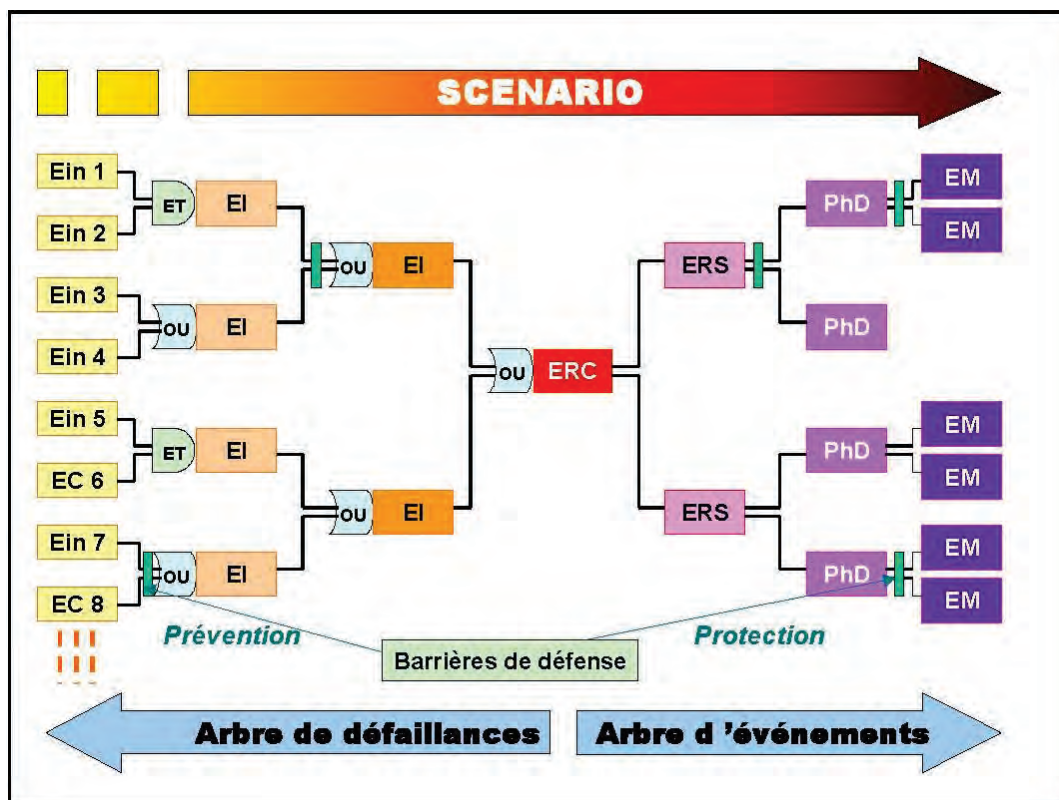 SCENARIO
Ein 1
Ein 2
Ein 3
Ein 4
Ein 5
EC 6
Ein 7
EC 8
ET
EI
OU
EI
ET
EI
OU
EI
OU
EI
OU
EI
OU
ERC
ERS
ERS
PhD
PhD
PhD
PhD
EM
EM
EM
EM
EM
EM
Prévention
Protection
Barrières de défense
Arbre de défaillances
Arbre d ’événements